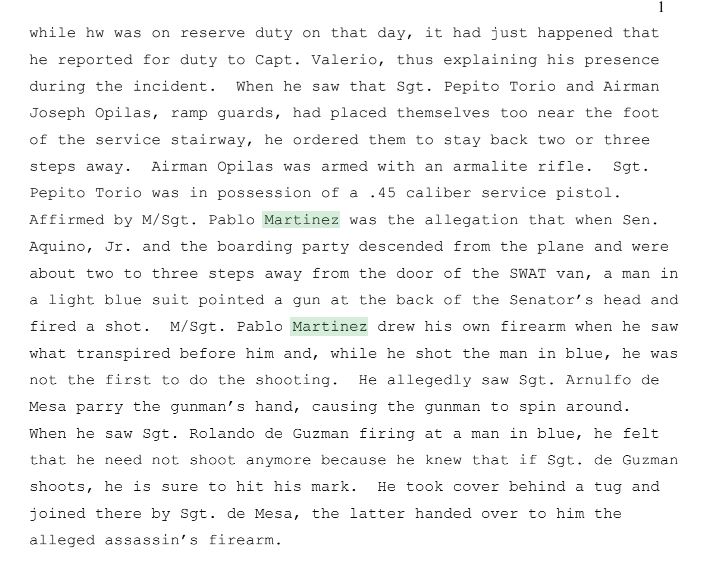 1
while hw was on reserve duty on that day, it had just happened that
he reported for duty to Capt. Valerio, thus explaining his presence
during the incident.  When he saw that Sgt. Pepito Torio and Airman
Joseph Opilas, ramp guards, had placed themselves too near the foot
of the service stairway, he ordered them to stay back two or three
steps away.  Airman Opilas was armed with an armalite rifle.  Sgt.
Pepito Torio was in possession of a .45 caliber service pistol.
Affirmed by M/Sgt. Pablo Martinez was the allegation that when Sen.
Aquino, Jr. and the boarding party descended from the plane and were
about two to three steps away from the door of the SWAT van, a man in
a light blue suit pointed a gun at the back of the Senator’s head and
fired a shot.  M/Sgt. Pablo Martinez drew his own firearm when he saw
what transpired before him and, while he shot the man in blue, he was
not the first to do the shooting.  He allegedly saw Sgt. Arnulfo de
Mesa parry the gunman’s hand, causing the gunman to spin around.
When he saw Sgt. Rolando de Guzman firing at a man in blue, he felt
that he need not shoot anymore because he knew that if Sgt. de Guzman
shoots, he is sure to hit his mark.  He took cover behind a tug and
joined there by Sgt. de Mesa, the latter handed over to him the
alleged assassin’s firearm.